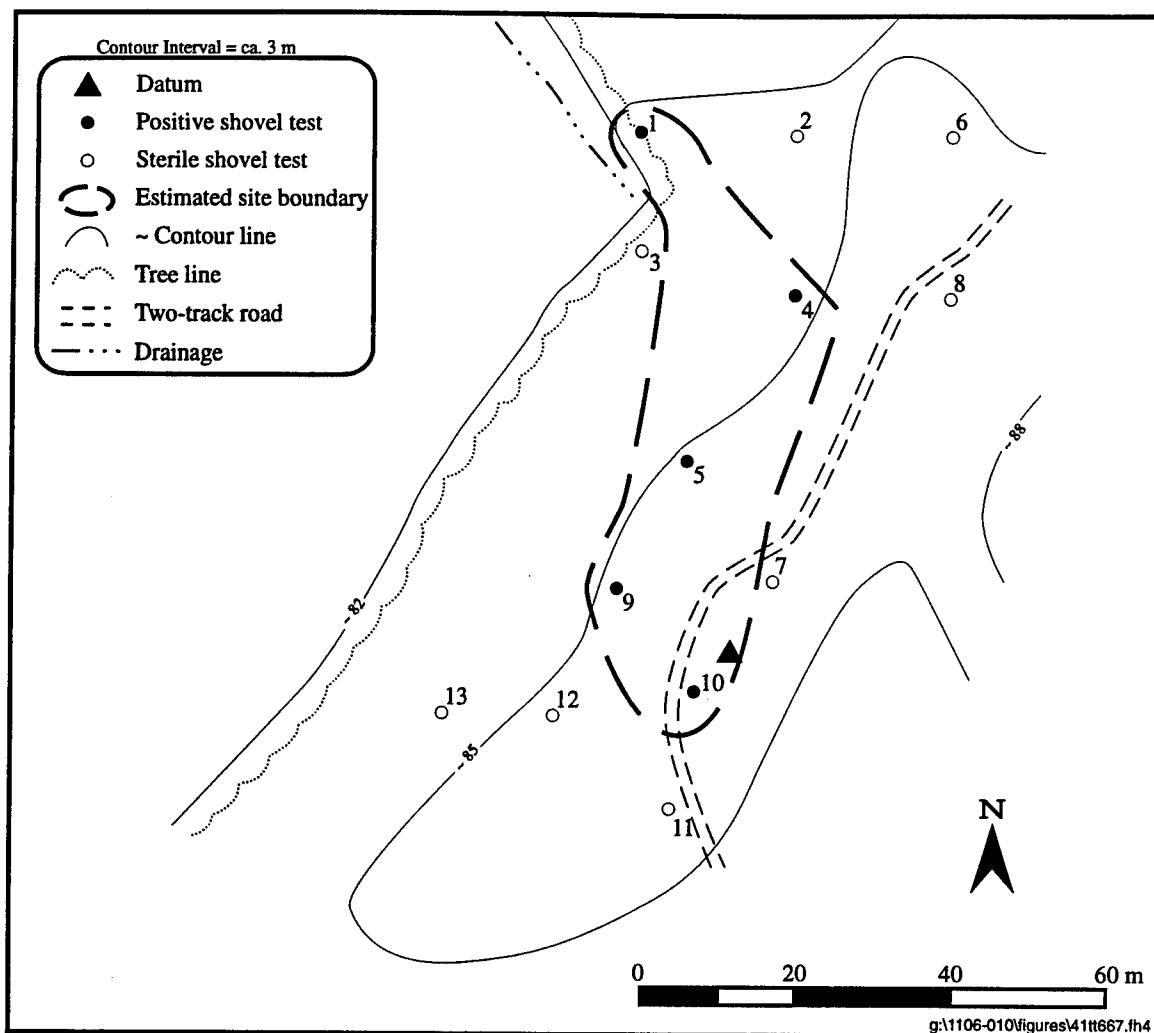 Contour Interval = ca. 3 m
Datum
Positive shovel test
Sterile shovel test
Estimated site boundary
~ Contour line
Tree line
Two-track road
Drainage
1
2
6
3
4
8
5
~ 88
7
9
~ 82
10
13
12
~ 85
11
N
0 20 40 60 m
g:\1106-010\figures\41tt667.fh4